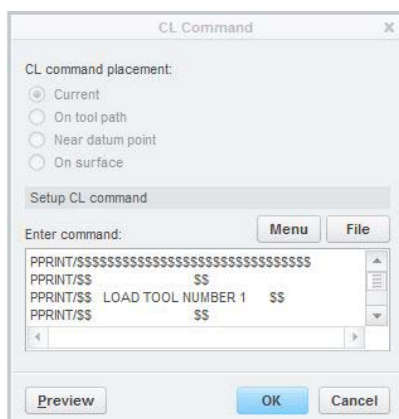 CL Command
CL command placement:
Current
On tool path
Near datum point
On surface
Setup CL command
Enter command:
Menu
File
PPRINT/$$$$$$$$$$$$$$$$$$$$$$$$$$$$$$$$
PPRINT/$$ $$
PPRINT/$$ LOAD TOOL NUMBER 1 $$
PPRINT/$$ $$
Preview
OK
Cancel